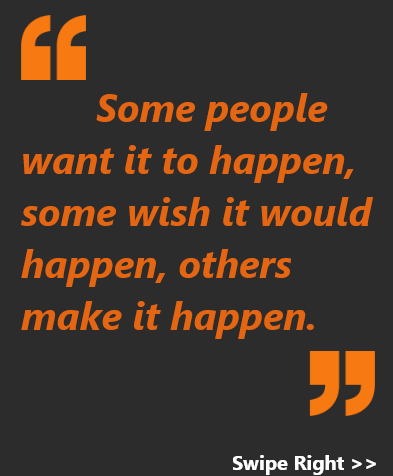 “
Some people
want it to happen,
some wish it would
happen, others
make it happen.
”
Swipe Right >>